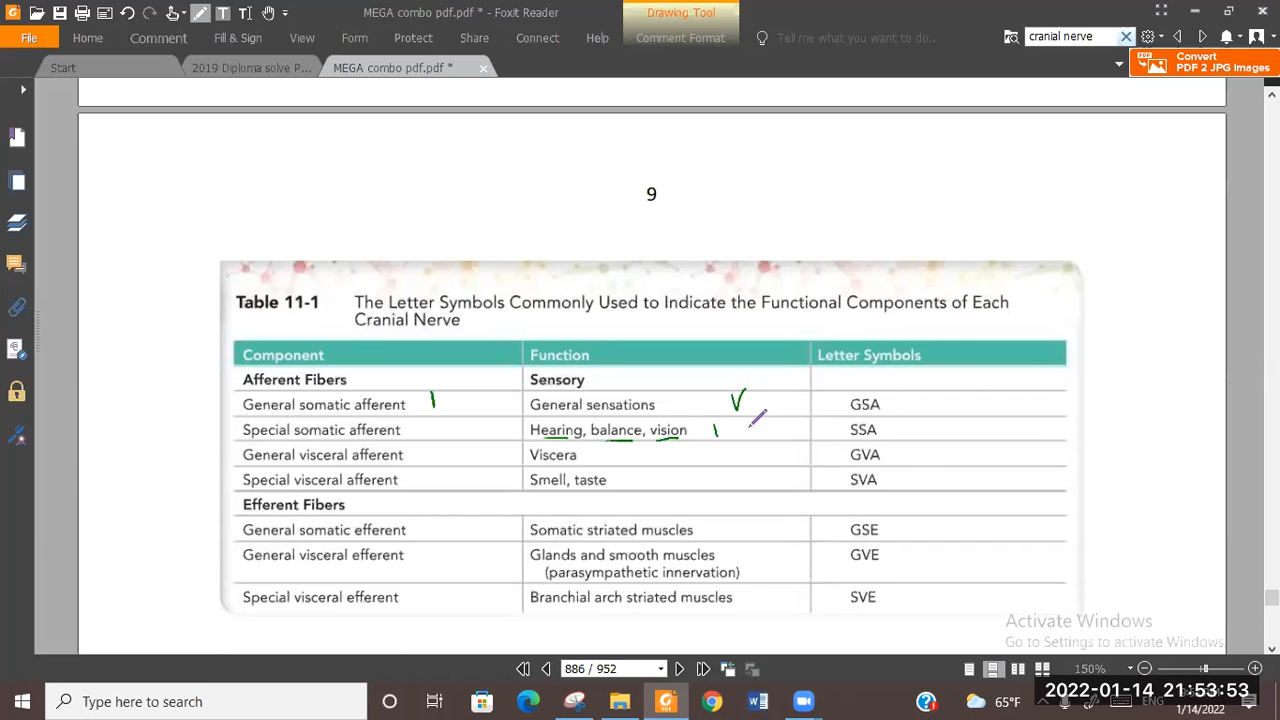 MEGA combo pdf.pdf * - Foxit Reader
Drawing Tool
File Home Comment Fill & Sign View Form Protect Share Connect Help Comment Format Tell me what you want to do.. cranial nerve
Start 2019 Diploma solve P... MEGA combo pdf.pdf *
Convert
PDF 2 JPG Images
9
Table 11-1 The Letter Symbols Commonly Used to Indicate the Functional Components of Each
Cranial Nerve
Component Function Letter Symbols
Afferent Fibers Sensory
General somatic afferent General sensations GSA
Special somatic afferent Hearing, balance, vision SSA
General visceral afferent Viscera GVA
Special visceral afferent Smell, taste SVA
Efferent Fibers
General somatic efferent Somatic striated muscles GSE
General visceral efferent Glands and smooth muscles GVE
(parasympathetic innervation)
Special visceral efferent Branchial arch striated muscles SVE
Activate Windows
Go to Settings to activate Windows.
886 / 952 150%
Type here to search
65°F ENG
2022-01-14 21:53:53
1/14/2022